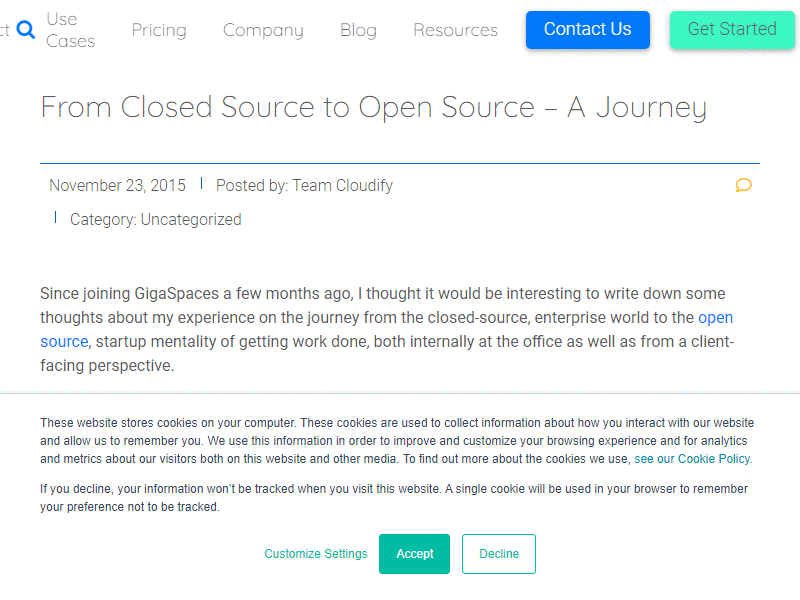 ct
Use
Cases
Pricing
Company
Blog
Resources
Contact Us
Get Started
From Closed Source to Open Source – A Journey
November 23, 2015
Posted by: Team Cloudify
Category: Uncategorized
Since joining GigaSpaces a few months ago, I thought it would be interesting to write down some
thoughts about my experience on the journey from the closed-source, enterprise world to the open
source, startup mentality of getting work done, both internally at the office as well as from a client-
facing perspective.
These website stores cookies on your computer. These cookies are used to collect information about how you interact with our website
and allow us to remember you. We use this information in order to improve and customize your browsing experience and for analytics
and metrics about our visitors both on this website and other media. To find out more about the cookies we use, see our Cookie Policy.
If you decline, your information won't be tracked when you visit this website. A single cookie will be used in your browser to remember
your preference not to be tracked.
Customize Settings
Accept
Decline